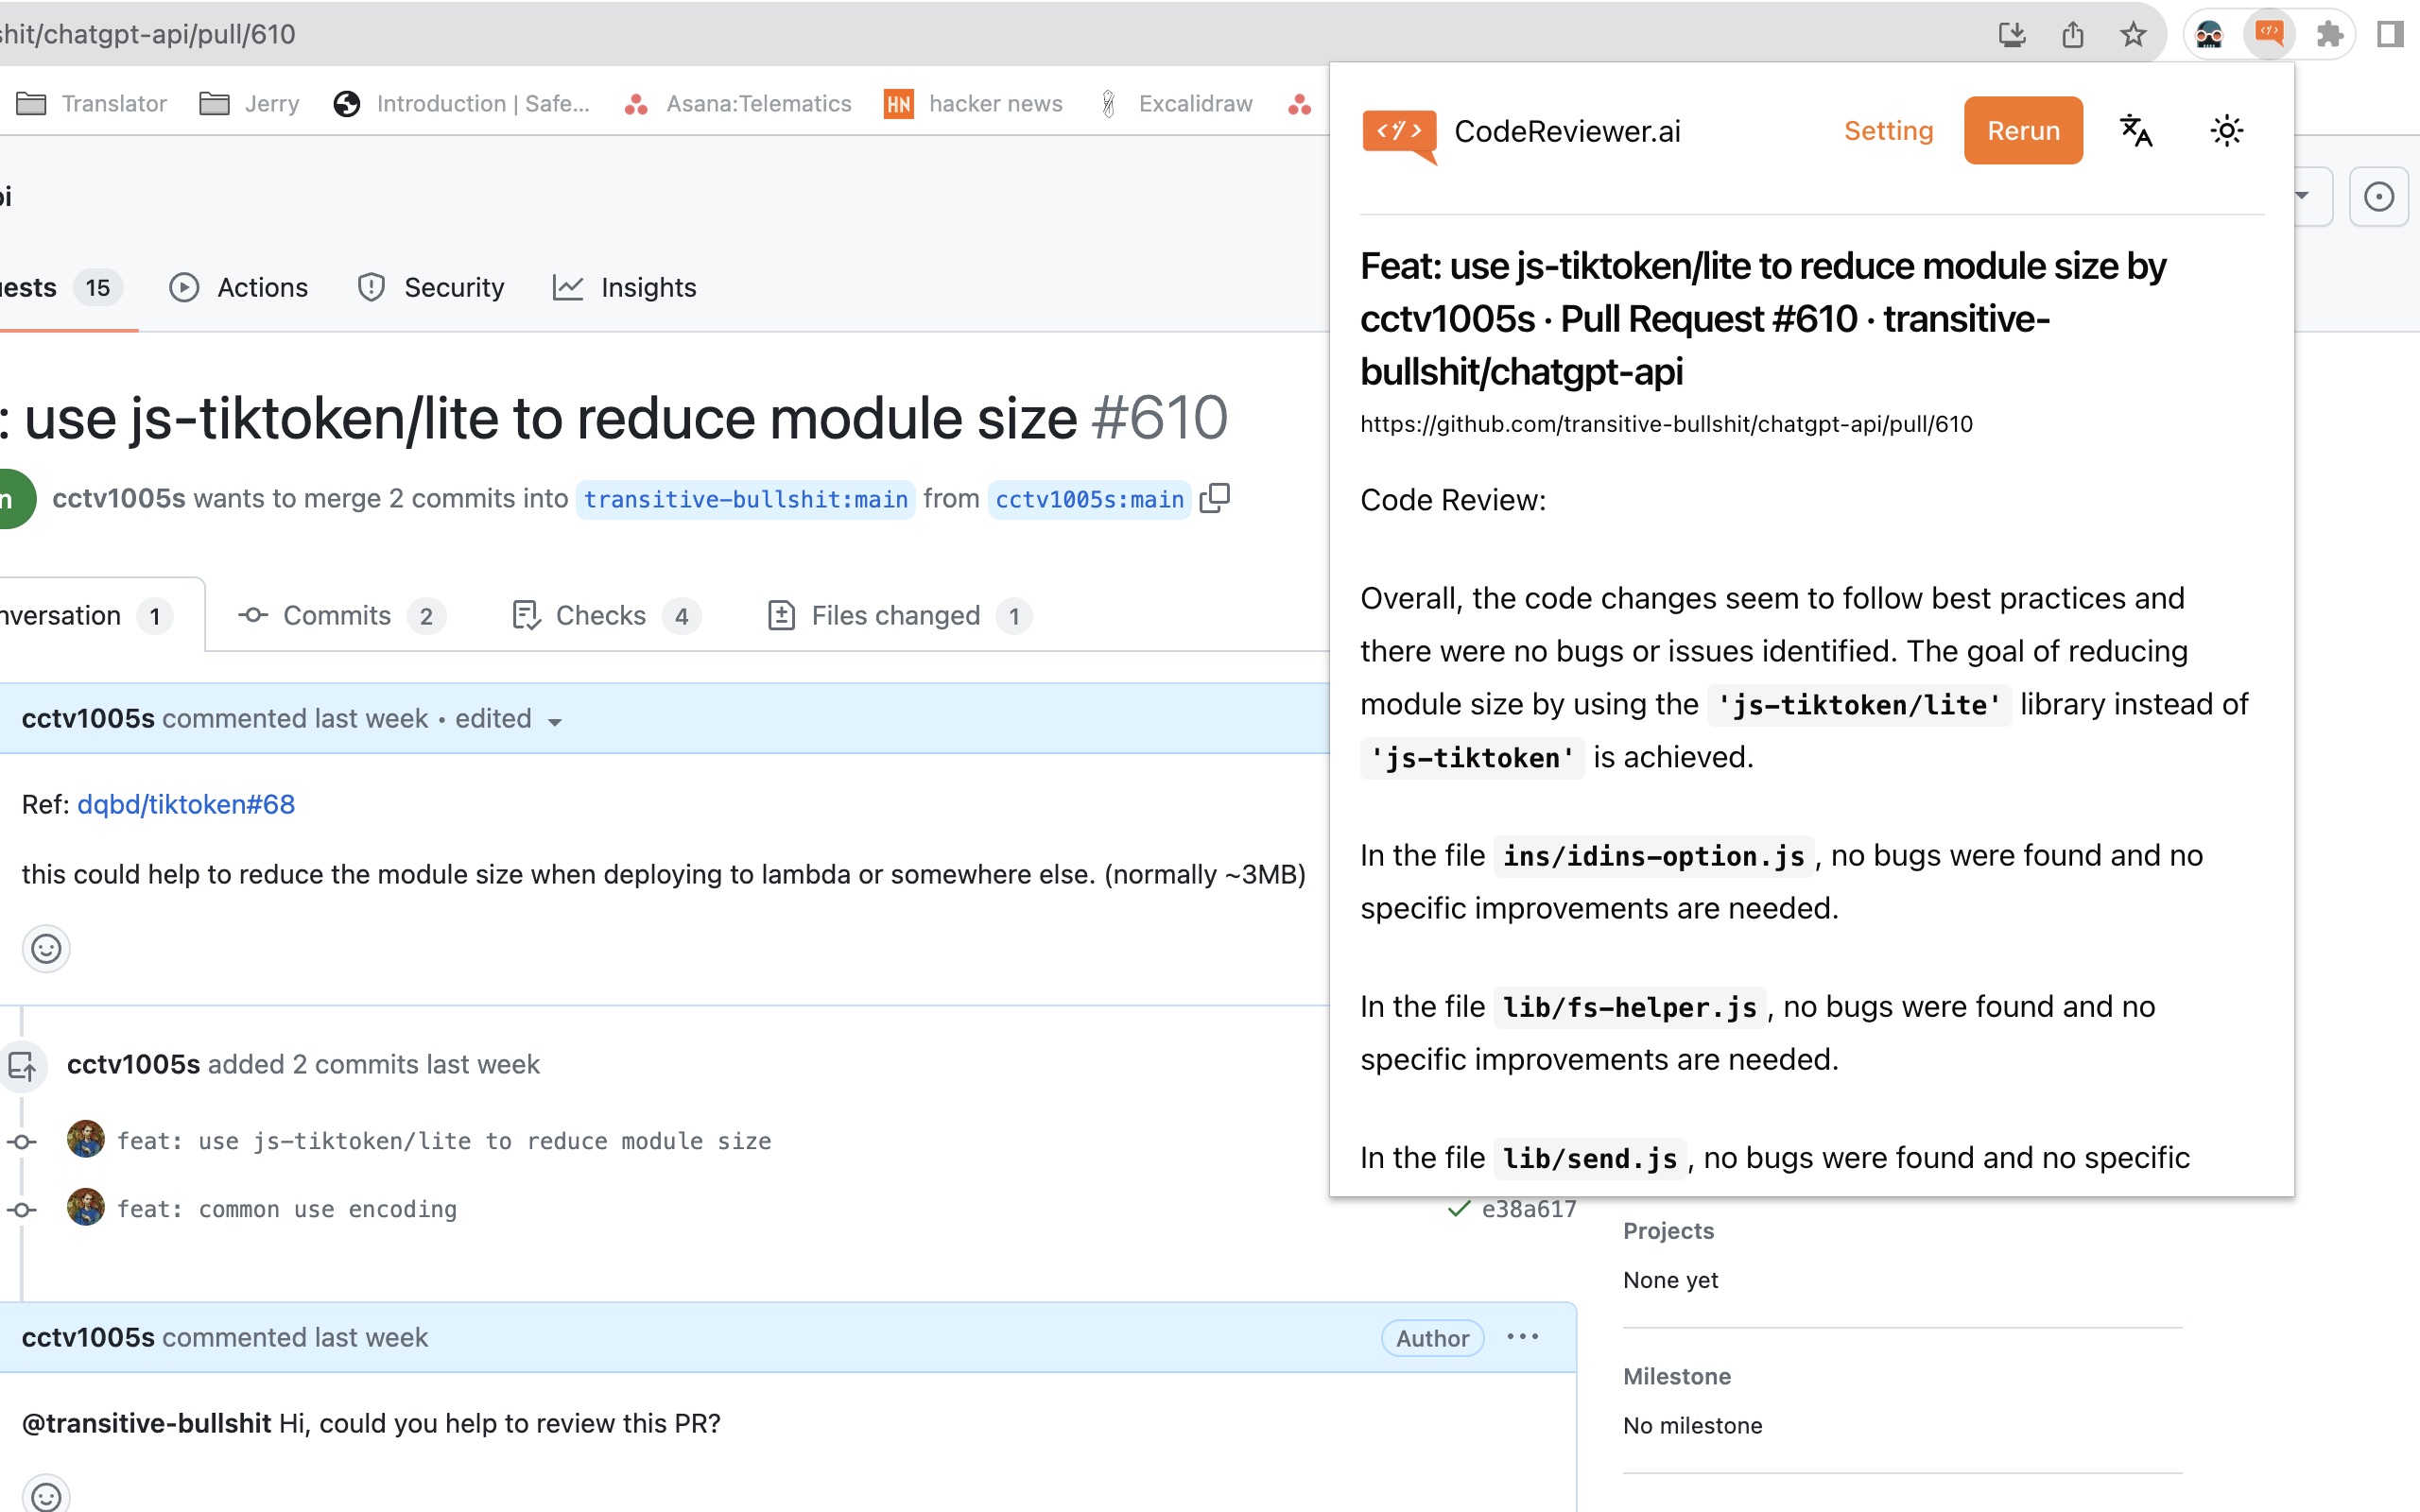 hit/chatgpt-api/pull/610
Translator
Jerry
Introduction | Safe...
Asana:Telematics
HN hacker news
Excalidraw
pi
uests 15
Actions
Security
Insights
: use js-tiktoken/lite to reduce module size #610
n
cctv1005s wants to merge 2 commits into transitive-bullshit:main from cctv1005s:main
nversation 1
Commits 2
Checks 4
Files changed 1
cctv1005s commented last week • edited
Ref: dqbd/tiktoken#68
this could help to reduce the module size when deploying to lambda or somewhere else. (normally ~3MB)
cctv1005s added 2 commits last week
feat: use js-tiktoken/lite to reduce module size
feat: common use encoding
e38a617
cctv1005s commented last week
Author
@transitive-bullshit Hi, could you help to review this PR?
Projects
None yet
Milestone
No milestone
CodeReviewer.ai
Setting
Rerun
Feat: use js-tiktoken/lite to reduce module size by
cctv1005s · Pull Request #610 · transitive-
bullshit/chatgpt-api
https://github.com/transitive-bullshit/chatgpt-api/pull/610
Code Review:
Overall, the code changes seem to follow best practices and
there were no bugs or issues identified. The goal of reducing
module size by using the 'js-tiktoken/lite' library instead of
'js-tiktoken' is achieved.
In the file ins/idins-option.js, no bugs were found and no
specific improvements are needed.
In the file lib/fs-helper.js, no bugs were found and no
specific improvements are needed.
In the file lib/send.js, no bugs were found and no specific